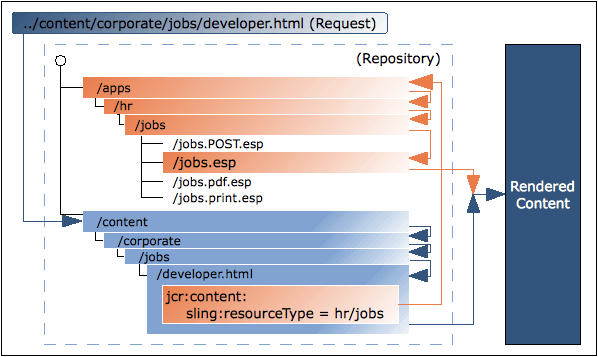 ../content/corporate/jobs/developer.html (Request)
(Repository)
/apps
/hr
/jobs
/jobs.POST.esp
/jobs.esp
/jobs.pdf.esp
/jobs.print.esp
/content
/corporate
/jobs
/developer.html
jcr:content:
sling:resourceType = hr/jobs
Rendered
Content